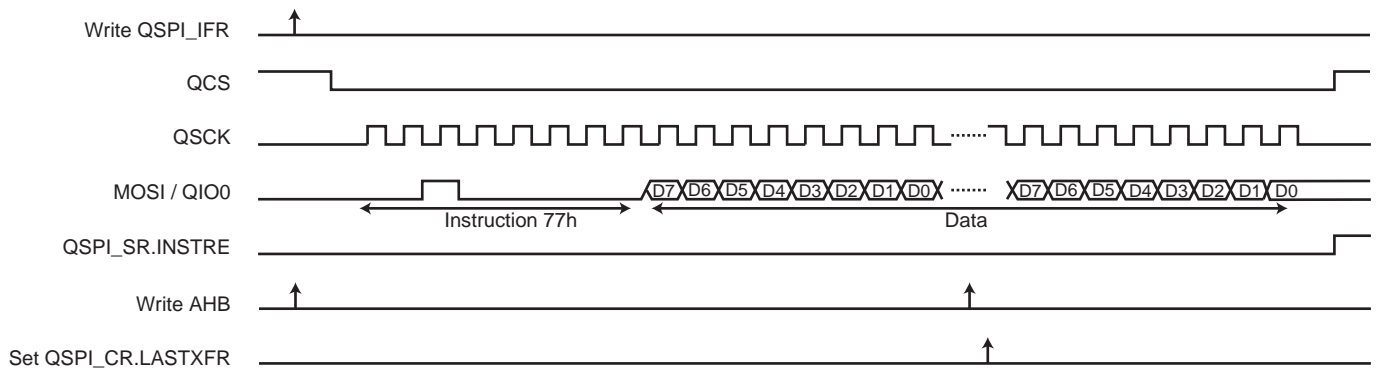 Write QSPI_IFR
QCS
QSCK
MOSI / QIO0
D7 D6 D5 D4 D3 D2 D1 D0 D7 D6 D5 D4 D3 D2 D1 D0
Instruction 77h Data
QSPI_SR.INSTRE
Write AHB
Set QSPI_CR.LASTXFR